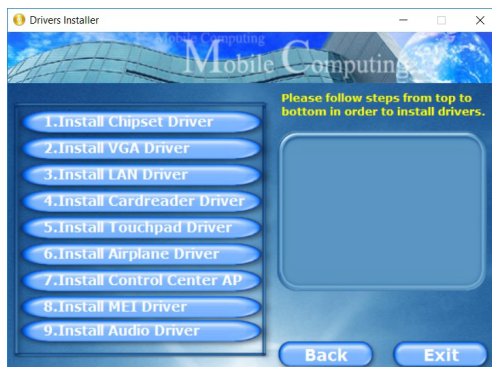 Drivers Installer
Mobile Computing
Mobile Computing
Please follow steps from top to
bottom in order to install drivers.
1.Install Chipset Driver
2.Install VGA Driver
3.Install LAN Driver
4.Install Cardreader Driver
5.Install Touchpad Driver
6.Install Airplane Driver
7.Install Control Center AP
8.Install MEI Driver
9.Install Audio Driver
Back
Exit